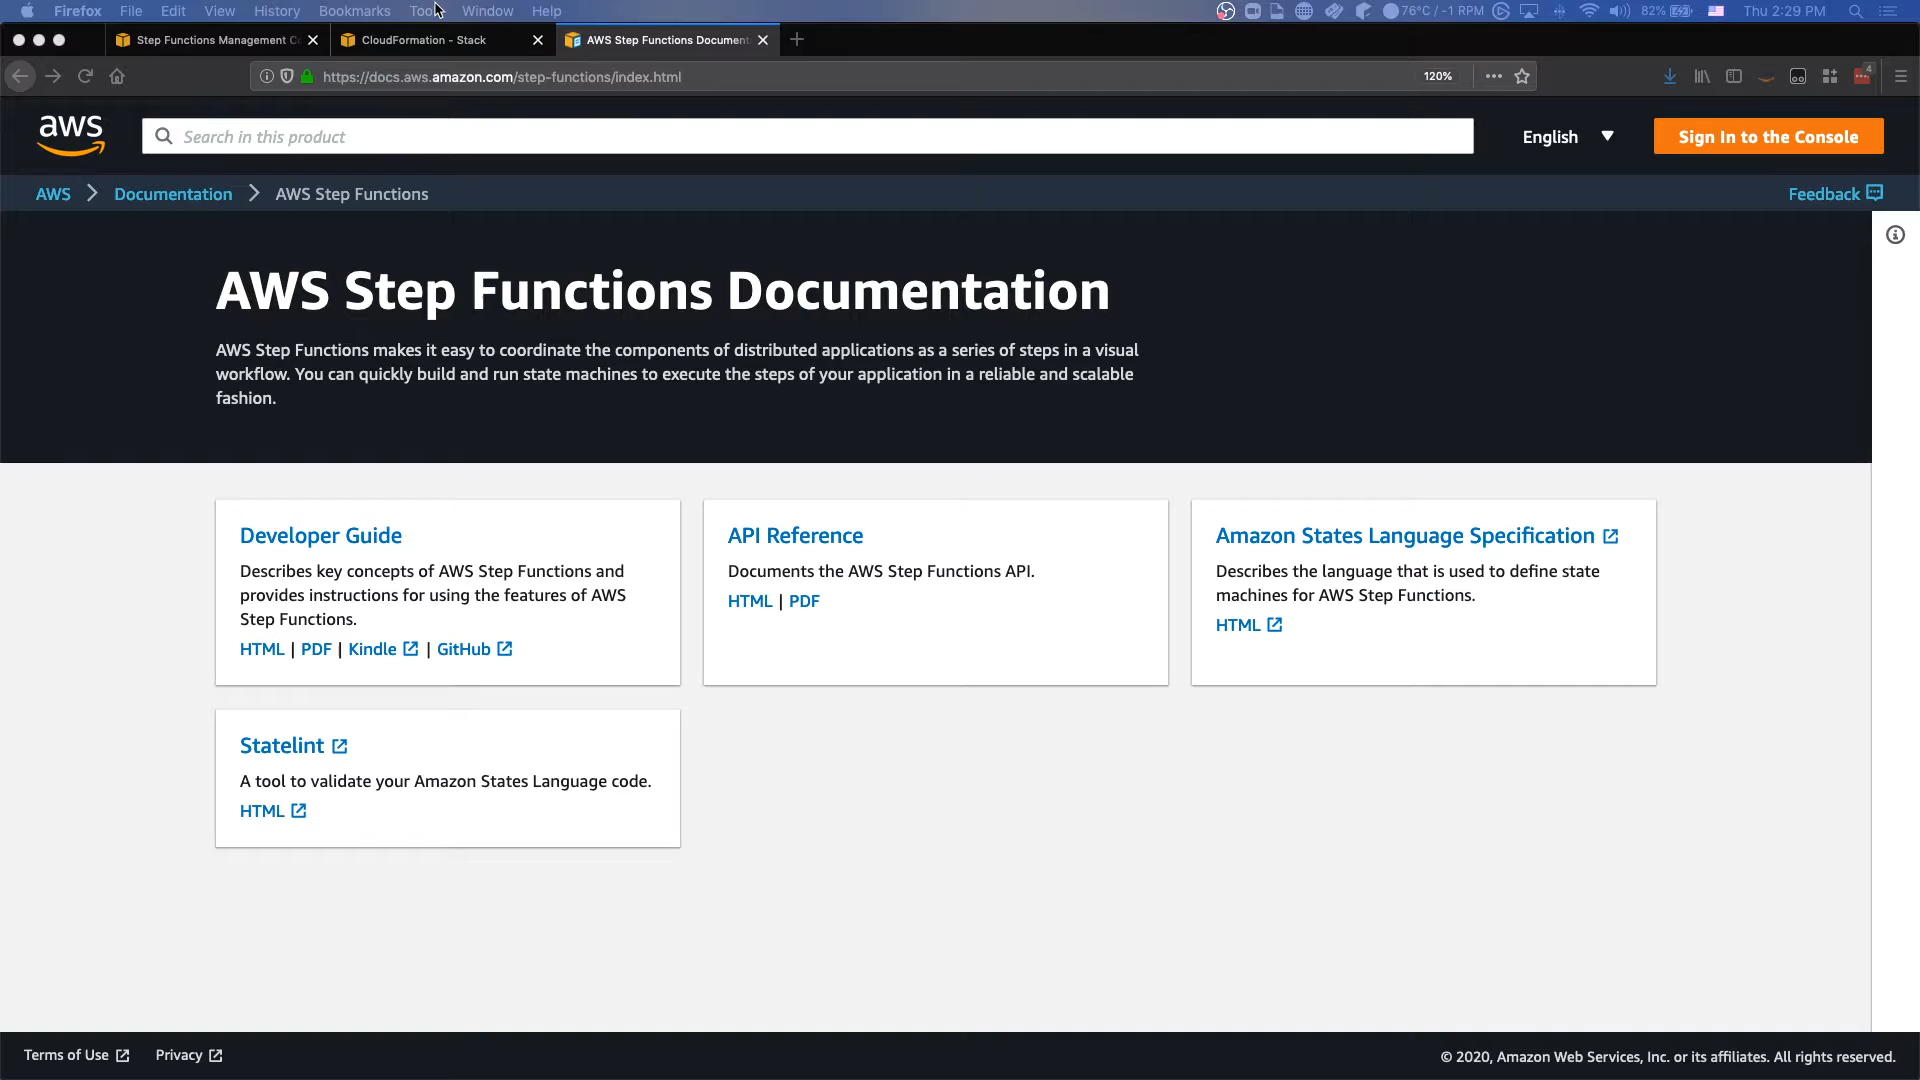 Firefox File Edit View History Bookmarks Tools Window Help 76°C / -1 RPM 82% Thu 2:29 PM
Step Functions Management C CloudFormation - Stack AWS Step Functions Document
https://docs.aws.amazon.com/step-functions/index.html 120% 4
aws Search in this product English Sign In to the Console
AWS Documentation AWS Step Functions Feedback
AWS Step Functions Documentation
AWS Step Functions makes it easy to coordinate the components of distributed applications as a series of steps in a visual
workflow. You can quickly build and run state machines to execute the steps of your application in a reliable and scalable
fashion.
Developer Guide
Describes key concepts of AWS Step Functions and
provides instructions for using the features of AWS
Step Functions.
HTML | PDF | Kindle | GitHub
API Reference
Documents the AWS Step Functions API.
HTML | PDF
Amazon States Language Specification
Describes the language that is used to define state
machines for AWS Step Functions.
HTML
Statelint
A tool to validate your Amazon States Language code.
HTML
Terms of Use Privacy © 2020, Amazon Web Services, Inc. or its affiliates. All rights reserved.